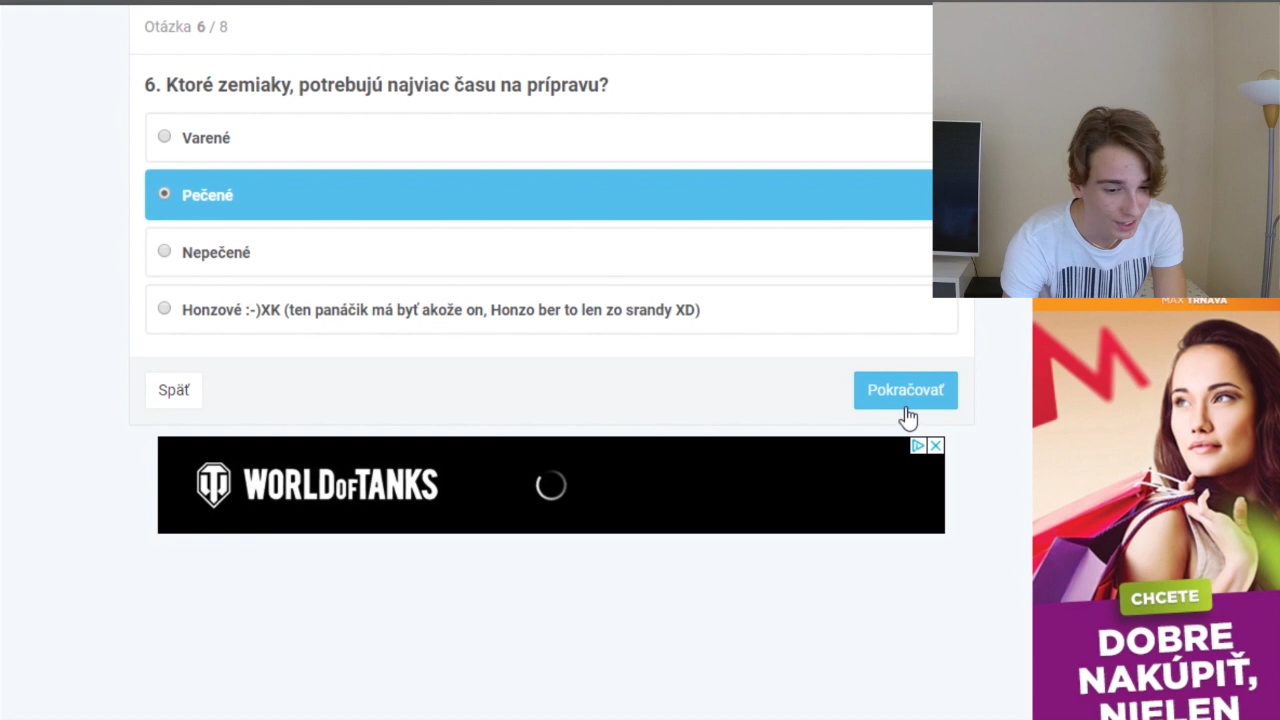 Otázka 6 / 8
6. Ktoré zemiaky, potrebujú najviac času na prípravu?
Varené
Pečené
Nepečené
Honzové :-)XK (ten panáčik má byť akože on, Honzo ber to len zo srandy XD)
Späť
Pokračovať
WORLD OF TANKS
MAX TRNAVA
CHCETE
DOBRE
NAKÚPIŤ,
NIELEN